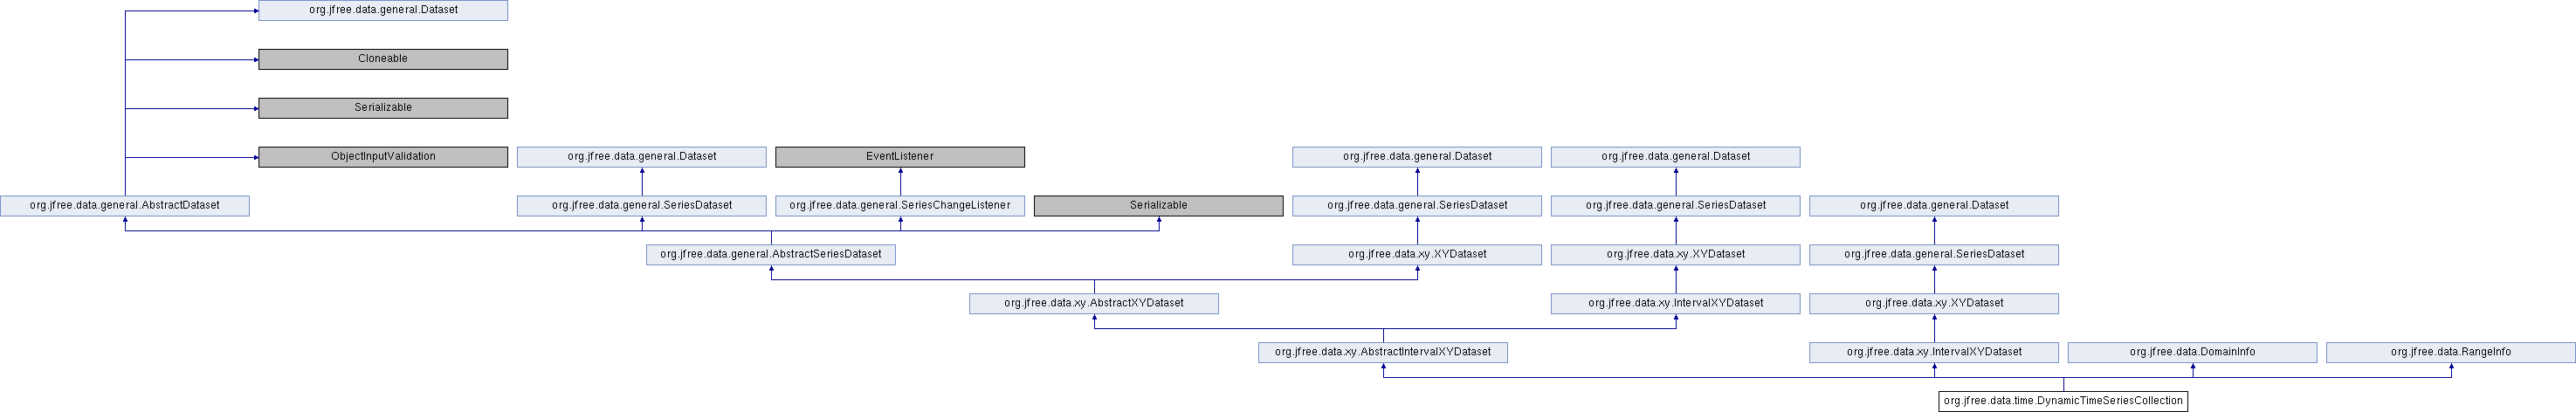 org.jfree.data.general.Dataset
Cloneable
Serializable
ObjectInputValidation
org.jfree.data.general.Dataset
EventListener
org.jfree.data.general.Dataset
org.jfree.data.general.Dataset
org.jfree.data.general.AbstractDataset
org.jfree.data.general.SeriesDataset
org.jfree.data.general.SeriesChangeListener
Serializable
org.jfree.data.general.SeriesDataset
org.jfree.data.general.SeriesDataset
org.jfree.data.general.Dataset
org.jfree.data.general.AbstractSeriesDataset
org.jfree.data.xy.XYDataset
org.jfree.data.xy.XYDataset
org.jfree.data.general.SeriesDataset
org.jfree.data.xy.AbstractXYDataset
org.jfree.data.xy.IntervalXYDataset
org.jfree.data.xy.XYDataset
org.jfree.data.xy.AbstractIntervalXYDataset
org.jfree.data.xy.IntervalXYDataset
org.jfree.data.DomainInfo
org.jfree.data.RangeInfo
org.jfree.data.time.DynamicTimeSeriesCollection